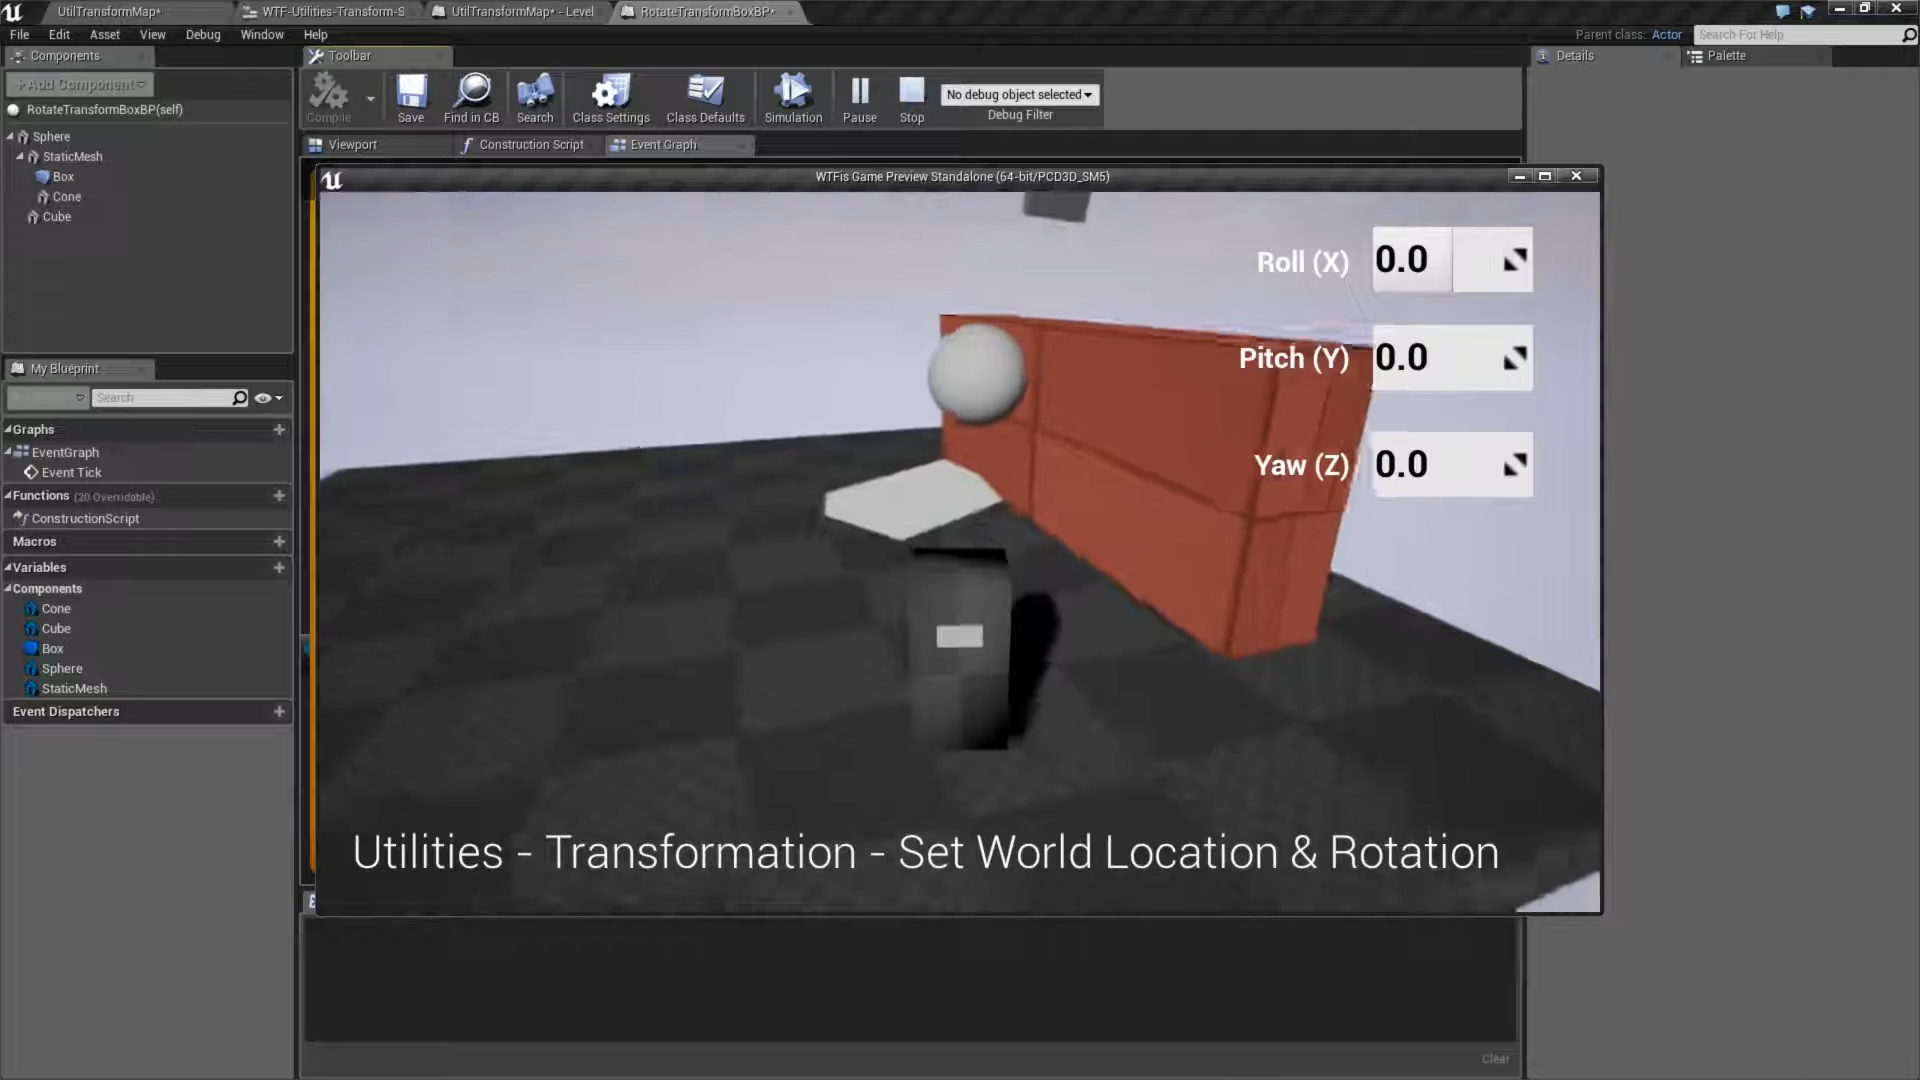 UtilTransformMap*
WTF-Utilities-Transform-S
UtilTransformMap* - Level
RotateTransformBoxBP*
File Edit Asset View Debug Window Help
Parent class: Actor
Search For Help
Components
Toolbar
Details
Palette
+Add Component
RotateTransformBoxBP(self)
Compile
Save
Find in CB
Search
Class Settings
Class Defaults
Simulation
Pause
Stop
No debug object selected
Debug Filter
Sphere
StaticMesh
Box
Cone
Cube
Viewport
Construction Script
Event Graph
WTFis Game Preview Standalone (64-bit/PCD3D_SM5)
Roll (X) 0.0
Pitch (Y) 0.0
Yaw (Z) 0.0
Utilities - Transformation - Set World Location & Rotation
My Blueprint
Search
Graphs
EventGraph
Event Tick
Functions (20 Overridable)
ConstructionScript
Macros
Variables
Components
Cone
Cube
Box
Sphere
StaticMesh
Event Dispatchers
Clear